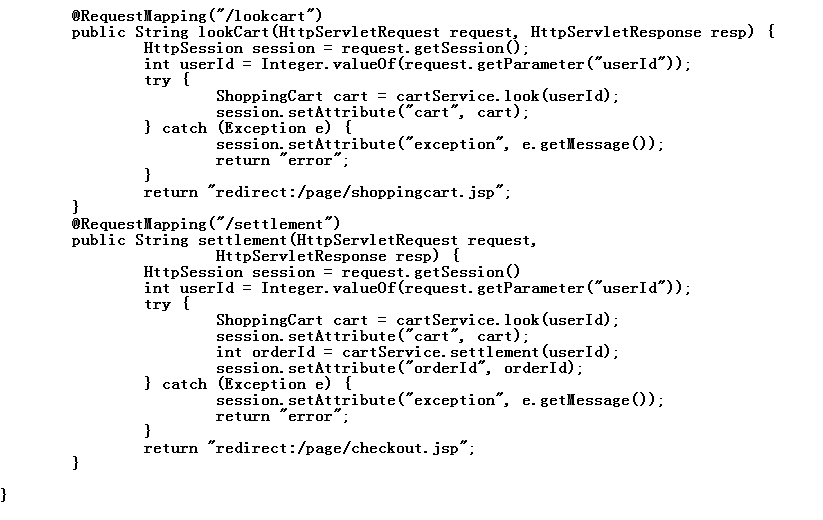 @RequestMapping("/lookcart")
public String lookCart(HttpServletRequest request, HttpServletResponse resp) {
HttpSession session = request.getSession();
int userId = Integer.valueOf(request.getParameter("userId"));
try {
ShoppingCart cart = cartService.look(userId);
session.setAttribute("cart", cart);
} catch (Exception e) {
session.setAttribute("exception", e.getMessage());
return "error";
}
return "redirect:/page/shoppingcart.jsp";
}
@RequestMapping("/settlement")
public String settlement(HttpServletRequest request,
HttpServletResponse resp) {
HttpSession session = request.getSession()
int userId = Integer.valueOf(request.getParameter("userId"));
try {
ShoppingCart cart = cartService.look(userId);
session.setAttribute("cart", cart);
int orderId = cartService.settlement(userId);
session.setAttribute("orderId", orderId);
} catch (Exception e) {
session.setAttribute("exception", e.getMessage());
return "error";
}
return "redirect:/page/checkout.jsp";
}
}